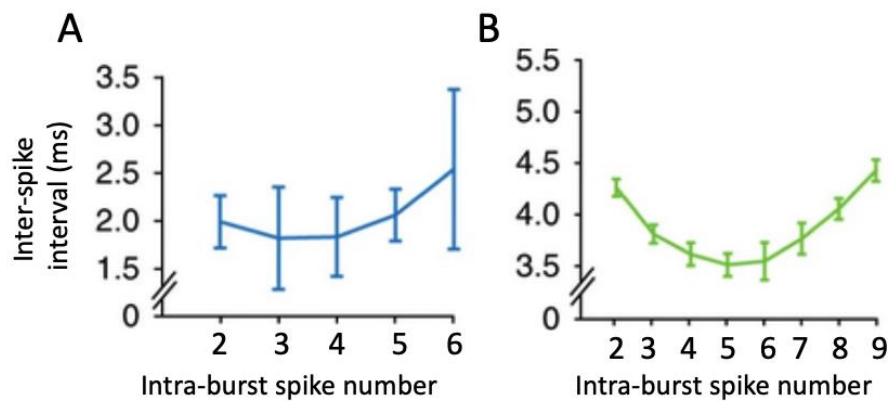 A
Inter-spike
interval (ms)
3.5
3.0
2.5
2.0
1.5
0
2 3 4 5 6
Intra-burst spike number
B
5.5
5.0
4.5
4.0
3.5
0
2 3 4 5 6 7 8 9
Intra-burst spike number